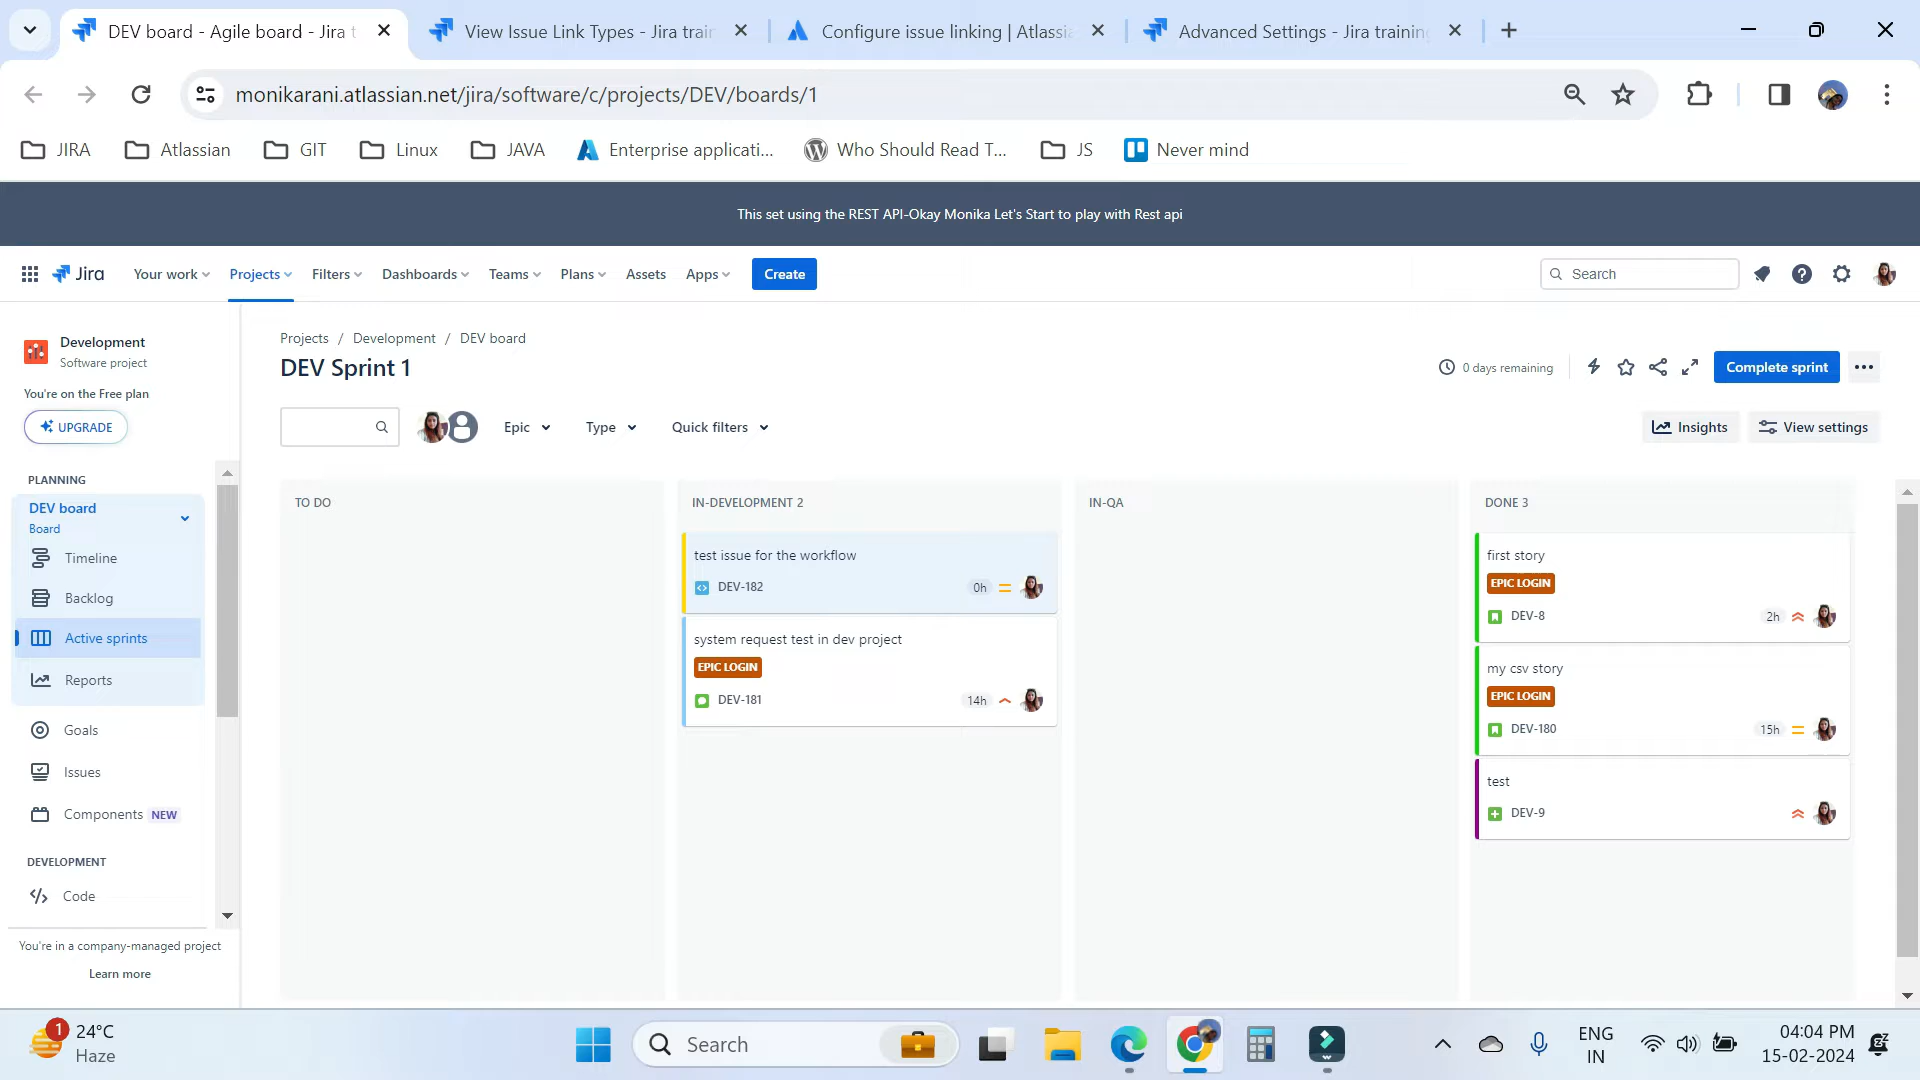 DEV board - Agile board - Jira t
View Issue Link Types - Jira train
Configure issue linking | Atlassia
Advanced Settings - Jira training
monikarani.atlassian.net/jira/software/c/projects/DEV/boards/1
JIRA
Atlassian
GIT
Linux
JAVA
Enterprise applicati...
Who Should Read T...
JS
Never mind
This set using the REST API-Okay Monika Let's Start to play with Rest api
Jira
Your work
Projects
Filters
Dashboards
Teams
Plans
Assets
Apps
Create
Search
Development
Software project
You're on the Free plan
UPGRADE
PLANNING
DEV board
Board
Timeline
Backlog
Active sprints
Reports
Goals
Issues
Components NEW
DEVELOPMENT
Code
You're in a company-managed project
Learn more
Projects / Development / DEV board
DEV Sprint 1
0 days remaining
Complete sprint
Epic
Type
Quick filters
Insights
View settings
TO DO
IN-DEVELOPMENT 2
test issue for the workflow
DEV-182
0h
system request test in dev project
EPIC LOGIN
DEV-181
14h
IN-QA
DONE 3
first story
EPIC LOGIN
DEV-8
2h
my csv story
EPIC LOGIN
DEV-180
15h
test
DEV-9
1
24°C
Haze
Search
ENG
IN
04:04 PM
15-02-2024